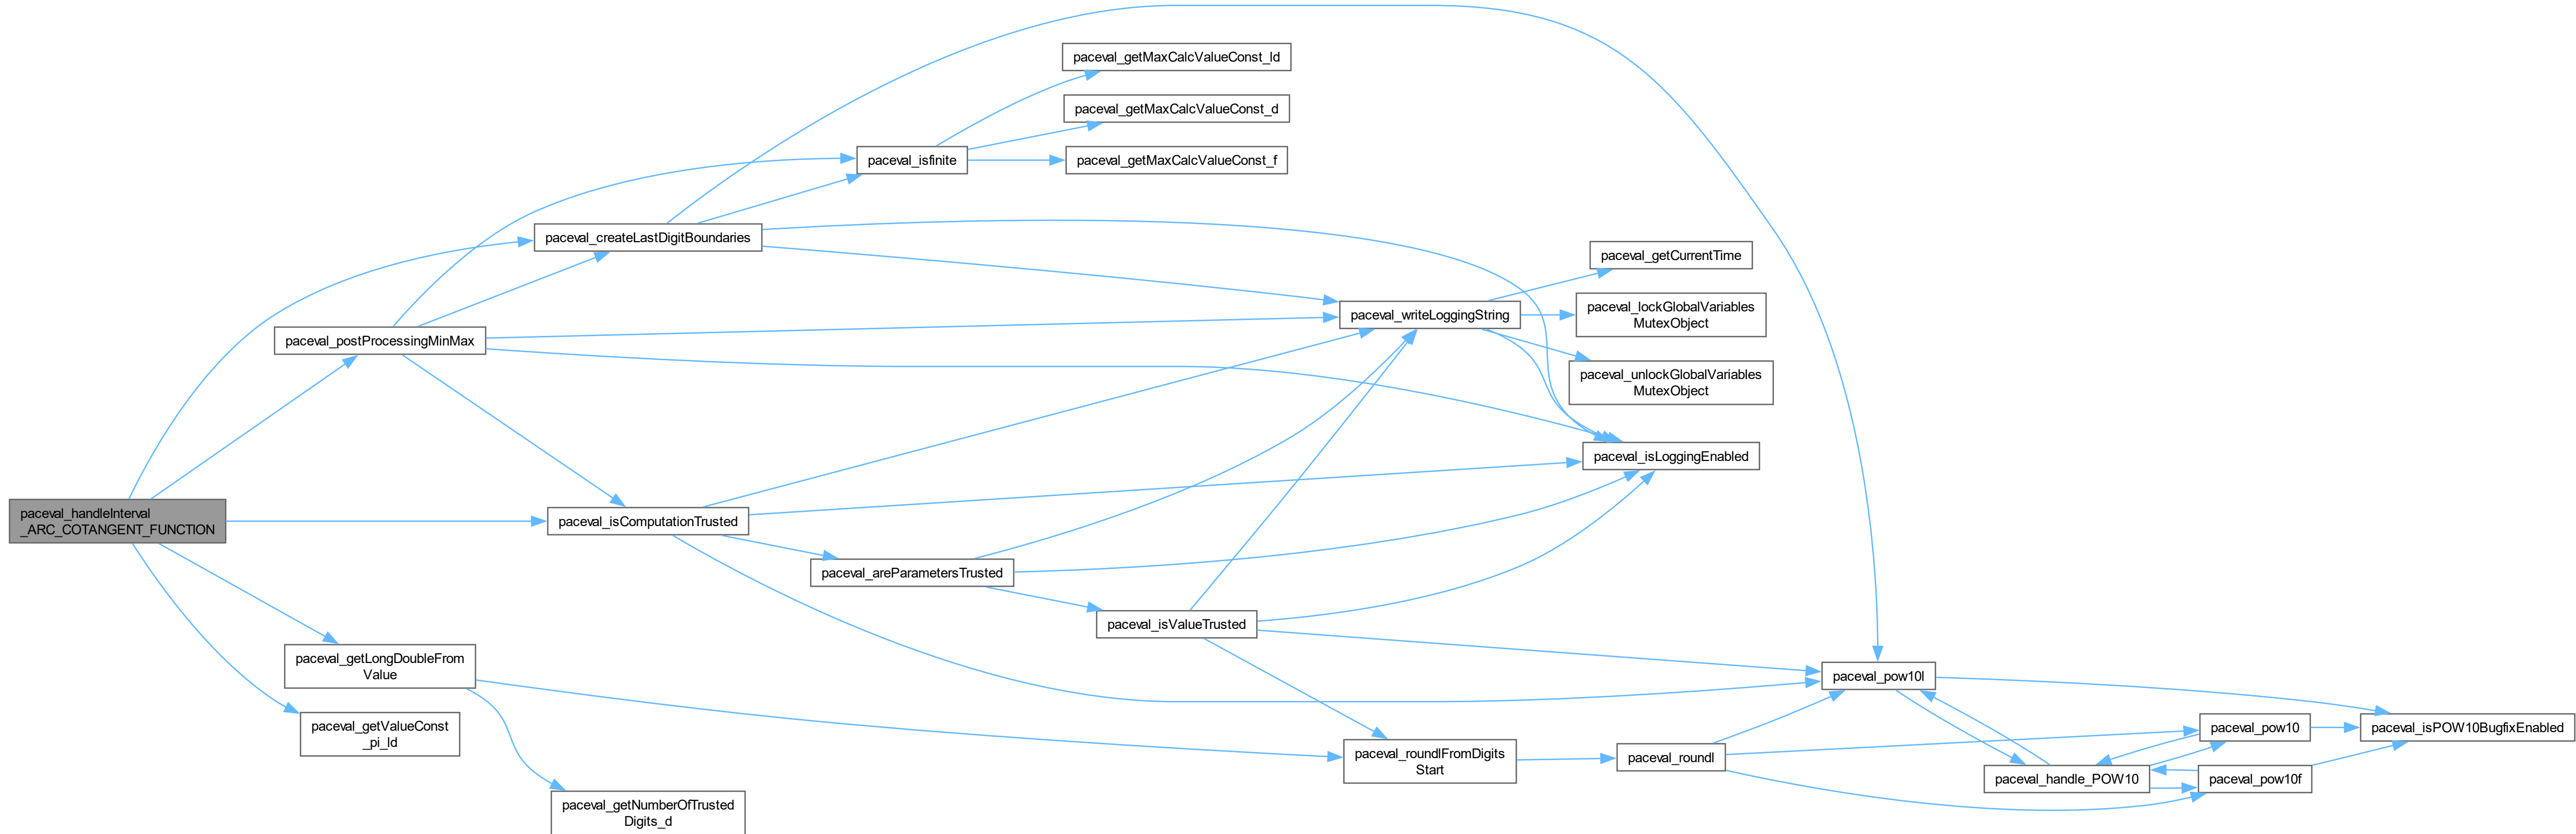 paceval_getMaxCalcValueConst_ld
paceval_getMaxCalcValueConst_d
paceval_isfinite
paceval_getMaxCalcValueConst_f
paceval_createLastDigitBoundaries
paceval_getCurrentTime
paceval_lockGlobalVariables
MutexObject
paceval_writeLoggingString
paceval_postProcessingMinMax
paceval_unlockGlobalVariables
MutexObject
paceval_isLoggingEnabled
paceval_handleInterval
_ARC_COTANGENT_FUNCTION
paceval_isComputationTrusted
paceval_areParametersTrusted
paceval_isValueTrusted
paceval_getLongDoubleFrom
Value
paceval_pow10l
paceval_getValueConst
_pi_ld
paceval_roundlFromDigits
Start
paceval_roundl
paceval_pow10
paceval_isPOW10BugfixEnabled
paceval_handle_POW10
paceval_pow10f
paceval_getNumberOfTrusted
Digits_d